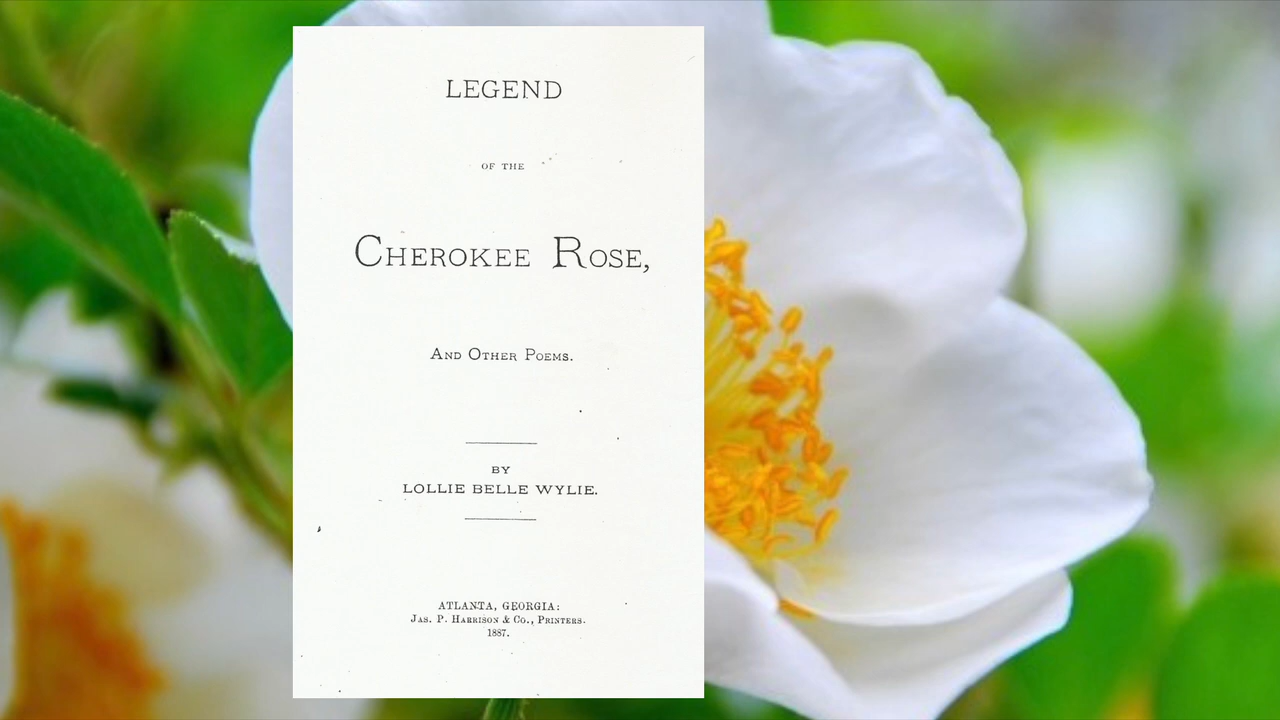 LEGEND
OF THE
CHEROKEE ROSE,
AND OTHER POEMS.
BY
LOLLIE BELLE WYLIE.
ATLANTA, GEORGIA:
JAS. P. HARRISON & CO., PRINTERS.
1887.